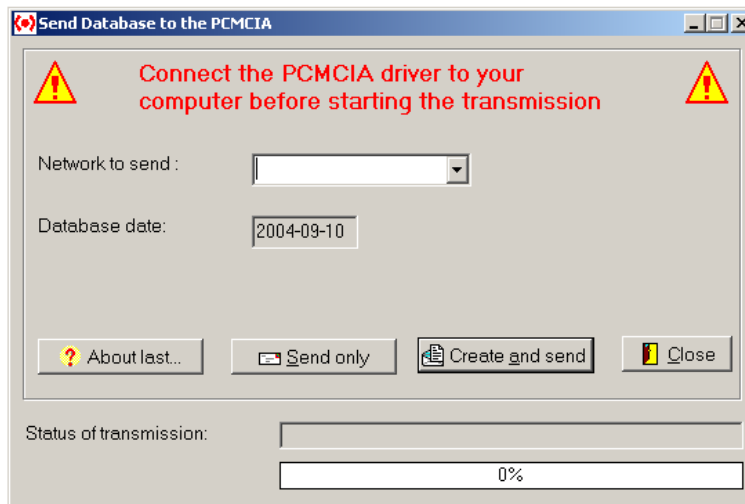 Send Database to the PCMCIA
Connect the PCMCIA driver to your
computer before starting the transmission
Network to send :
Database date:
2004-09-10
About last...
Send only
Create and send
Close
Status of transmission:
0%